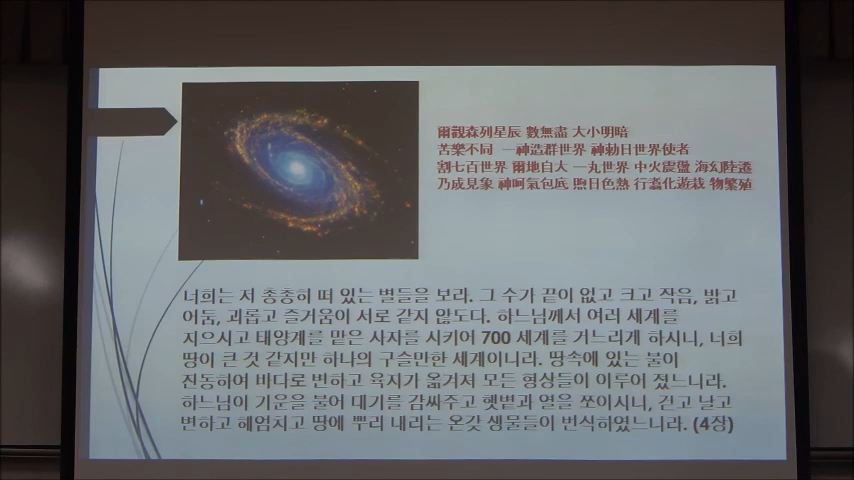 爾觀森列星辰 數無盡 大小明暗
苦樂不同 一神造群世界 神勅日世界使者
割七百世界 爾地自大 一丸世界 中火震盪 海幻陸遷
乃成見象 神呵氣包底 煦日色熱 行翥化遊栽 物繁殖
너희는 저 총총히 떠 있는 별들을 보라. 그 수가 끝이 없고 크고 작음, 밝고
어둠, 괴롭고 즐거움이 서로 같지 않도다. 하느님께서 여러 세계를
지으시고 태양계를 맡은 사자를 시키어 700 세계를 거느리게 하시니, 너희
땅이 큰 것 같지만 하나의 구슬만한 세계이니라. 땅속에 있는 불이
진동하여 바다로 변하고 육지가 옮겨저 모든 형상들이 이루어 졌느니라.
하느님이 기운을 불어 대기를 감싸주고 햇볕과 열을 쪼이시니, 걷고 날고
변하고 헤엄치고 땅에 뿌리 내리는 온갖 생물들이 번식하였느니라. (4장)